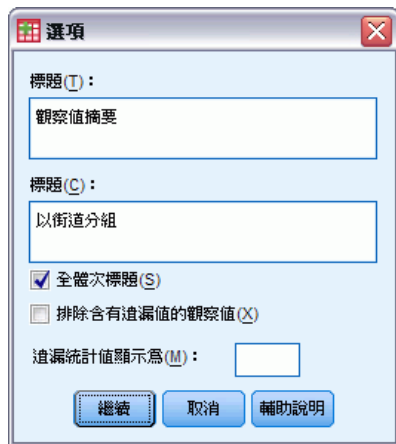 選項
標題(T)：
觀察值摘要
標題(C)：
以街道分組
全體次標題(S)
排除含有遺漏值的觀察值(X)
遺漏統計值顯示為(M)：
繼續 取消 輔助說明